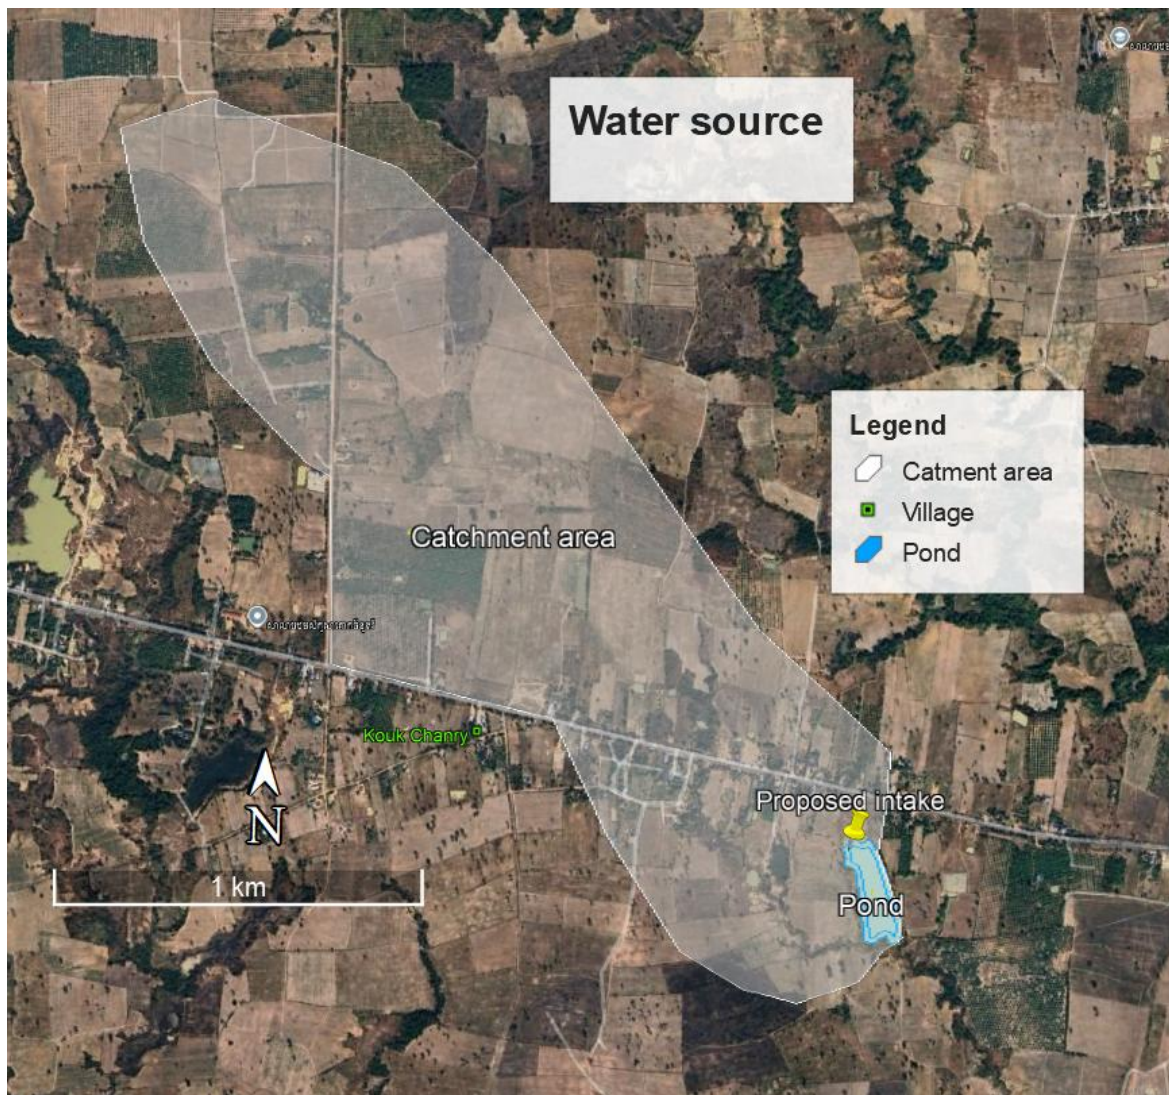 Water source
Legend
Catment area
Village
Pond
Catchment area
Kouk Chanry
Proposed intake
N
1 km
Pond